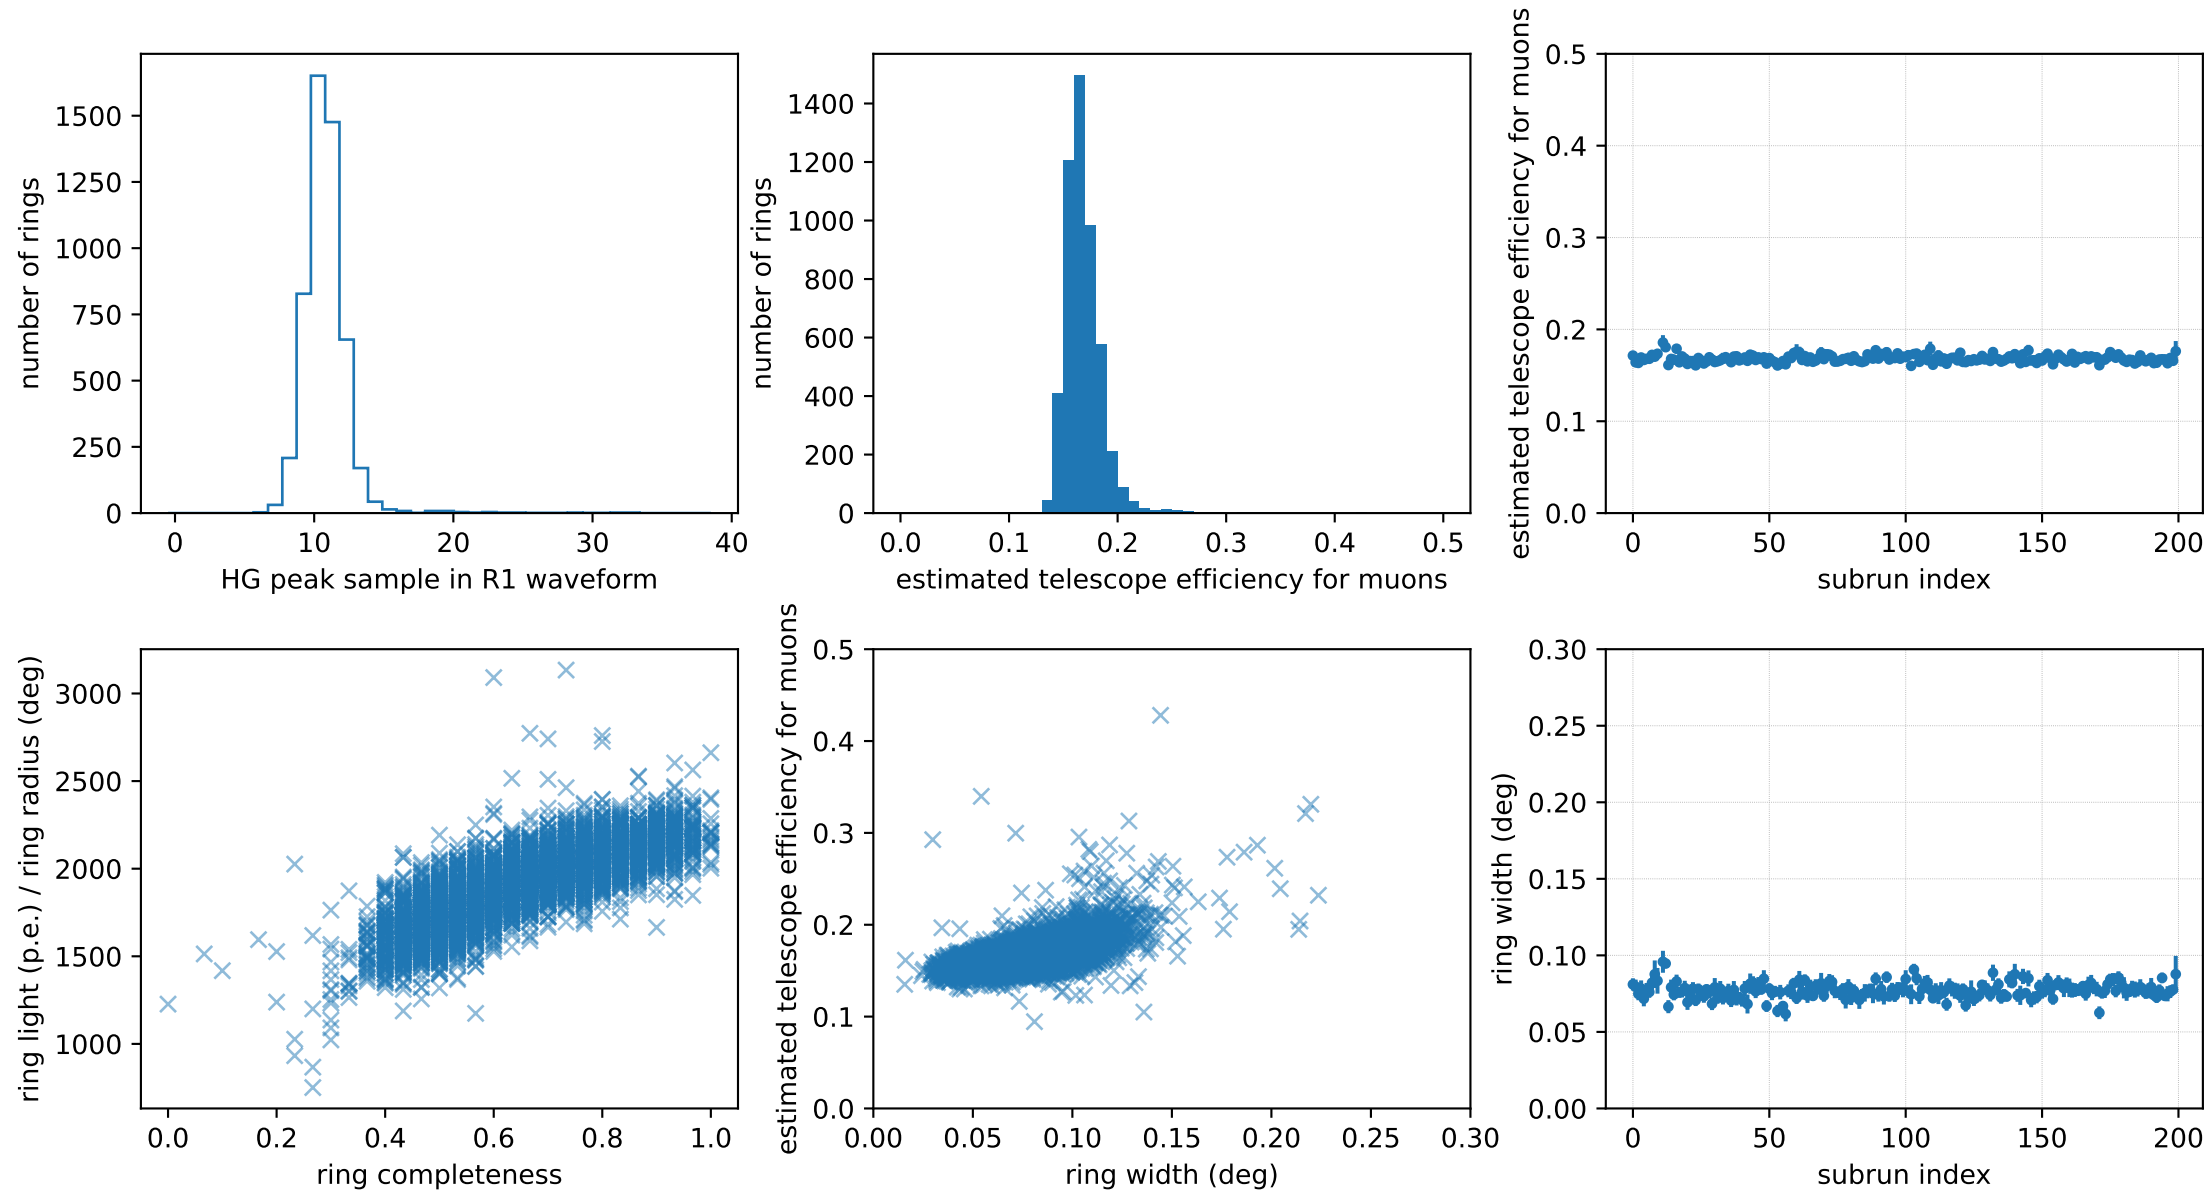 number of rings
1500
1250
1000
750
500
250
0
0 10 20 30 40
HG peak sample in R1 waveform
number of rings
1400
1200
1000
800
600
400
200
0
0.0 0.1 0.2 0.3 0.4 0.5
estimated telescope efficiency for muons
estimated telescope efficiency for muons
0.5
0.4
0.3
0.2
0.1
0.0
0 50 100 150 200
subrun index
ring light (p.e.) / ring radius (deg)
3000
2500
2000
1500
1000
0.0 0.2 0.4 0.6 0.8 1.0
ring completeness
estimated telescope efficiency for muons
0.5
0.4
0.3
0.2
0.1
0.0
0.00 0.05 0.10 0.15 0.20 0.25 0.30
ring width (deg)
ring width (deg)
0.30
0.25
0.20
0.15
0.10
0.05
0.00
0 50 100 150 200
subrun index